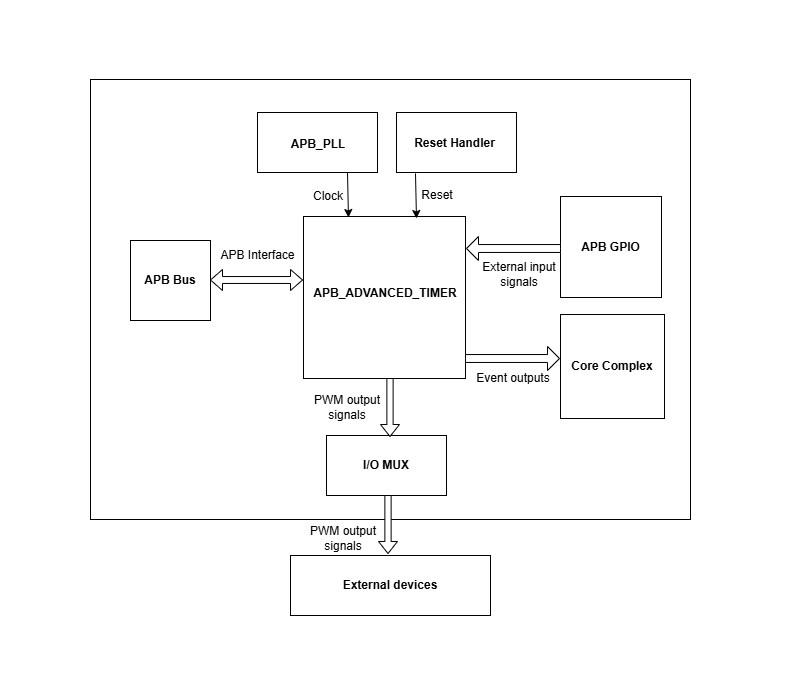 APB_PLL
Reset Handler
Clock
Reset
APB Bus
APB Interface
APB_ADVANCED_TIMER
External input
signals
APB GPIO
Event outputs
Core Complex
PWM output
signals
I/O MUX
PWM output
signals
External devices